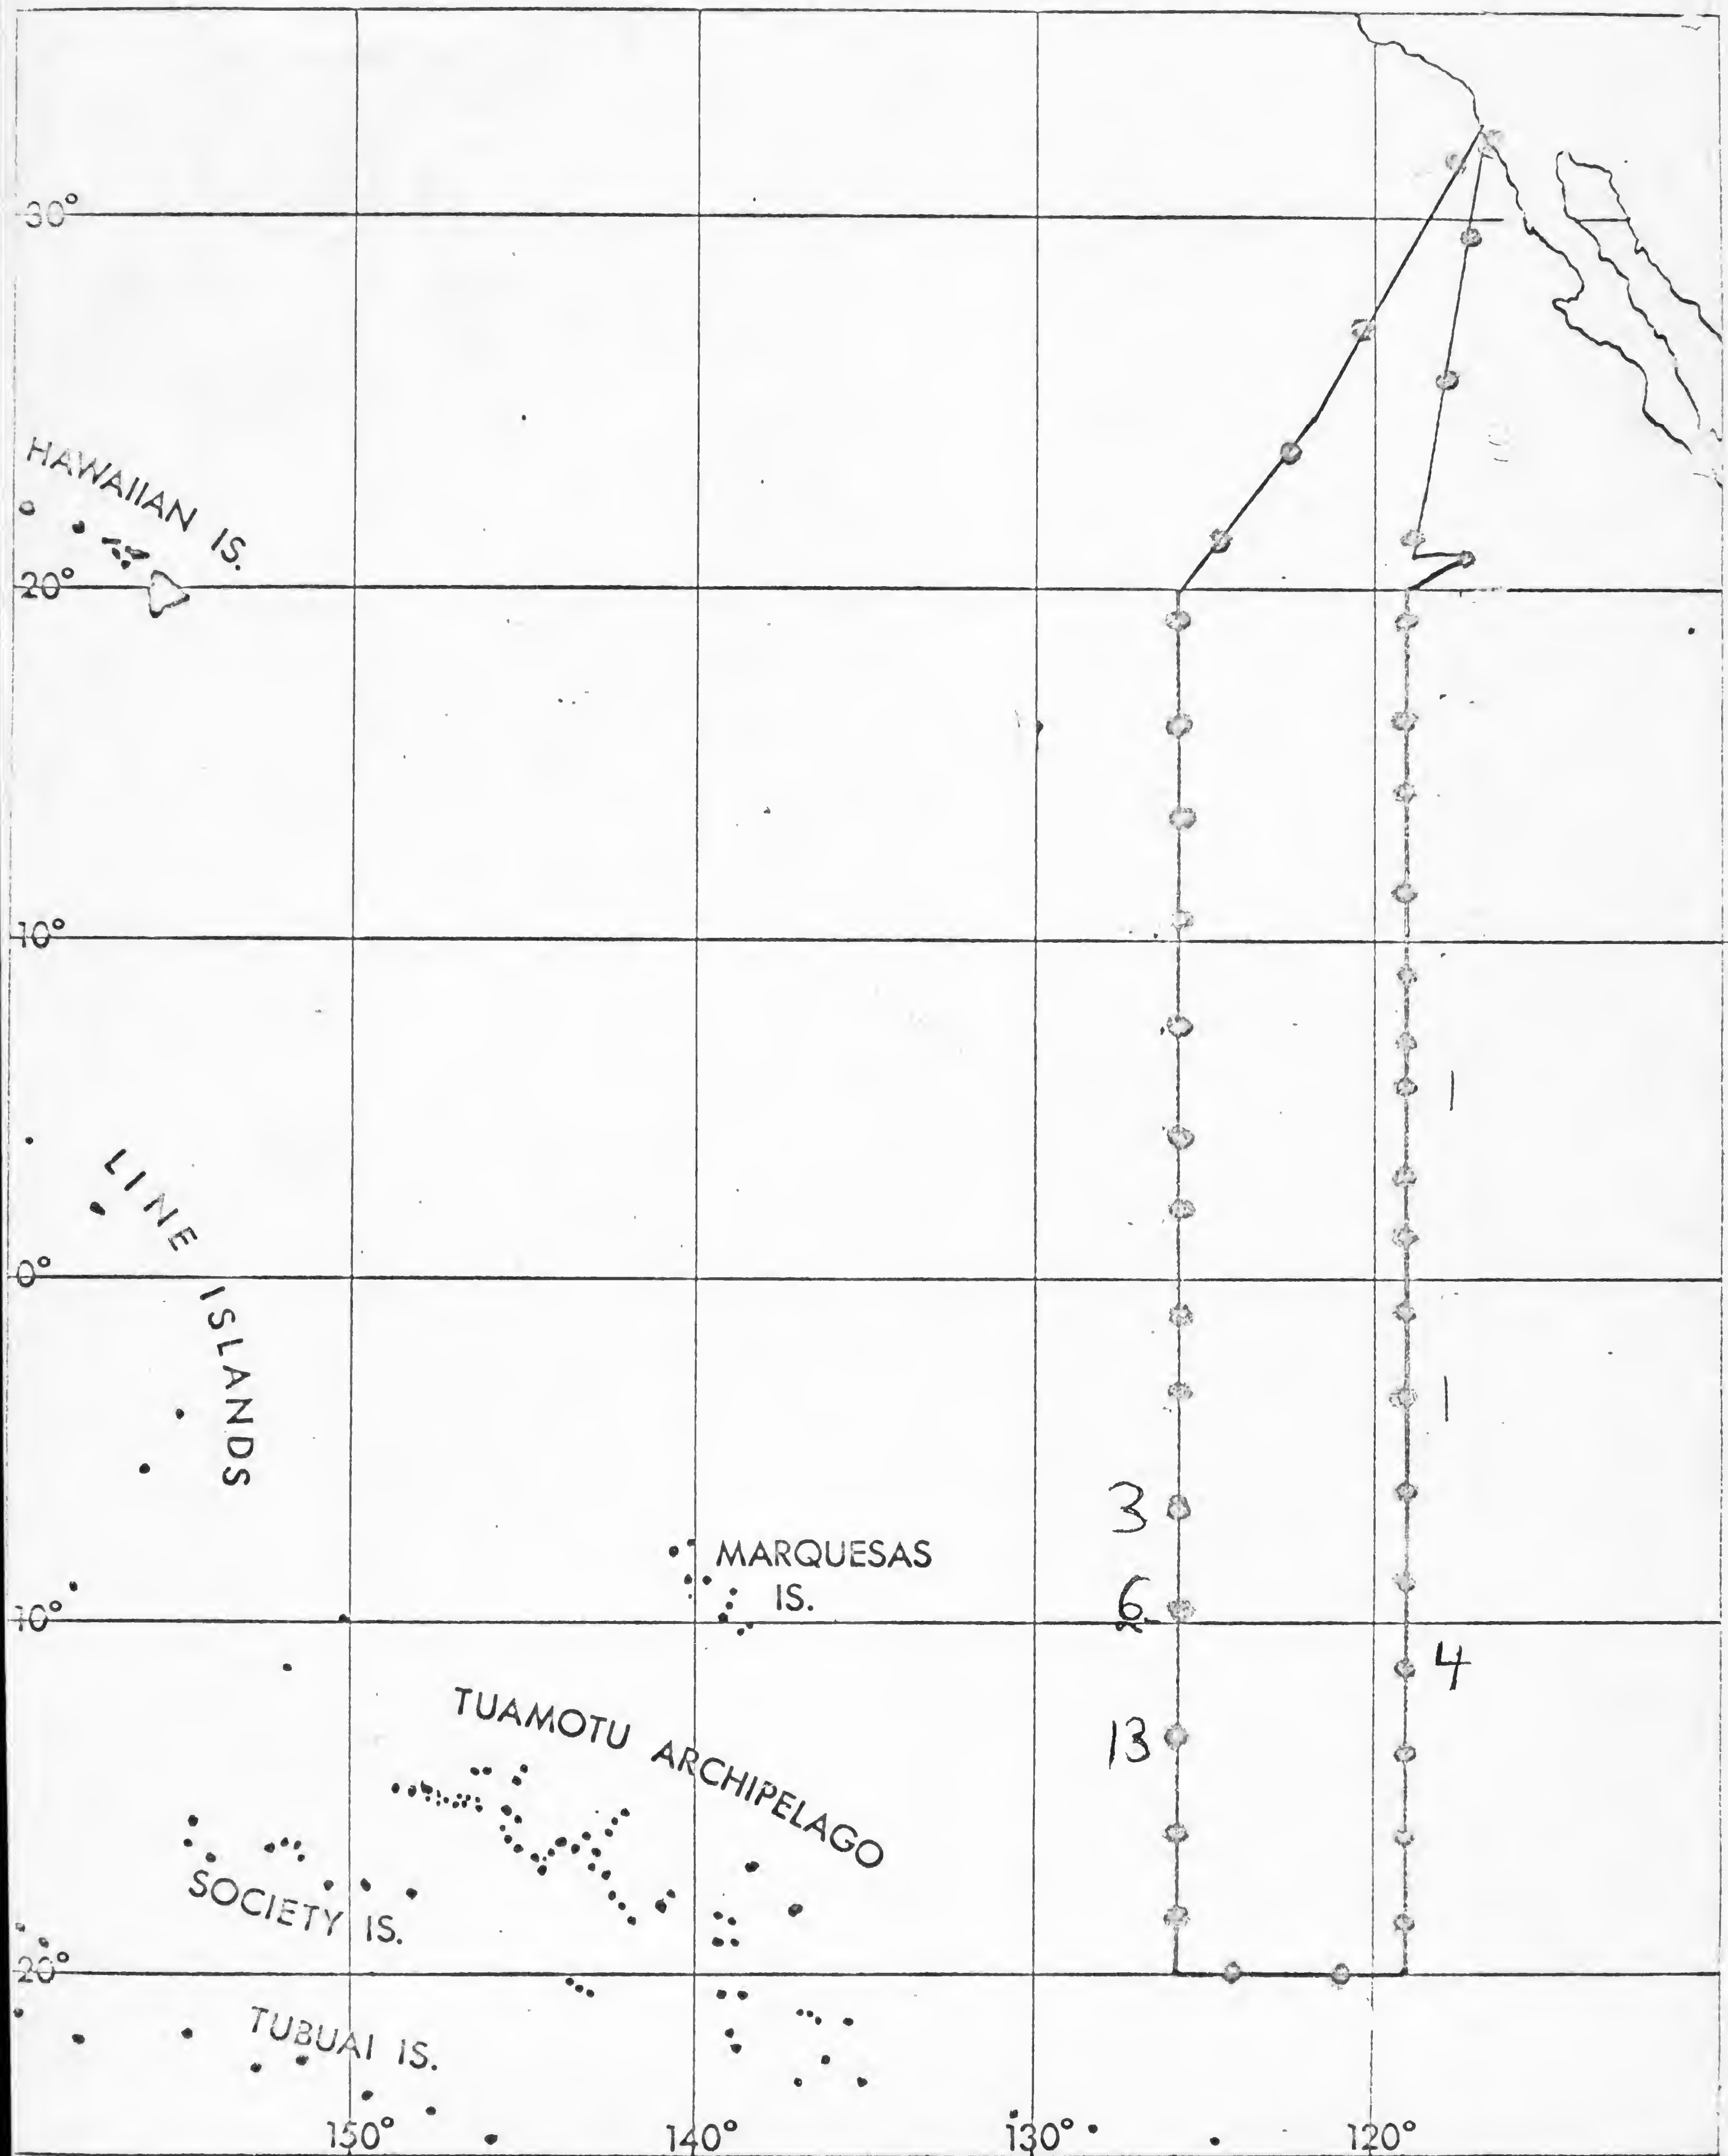 30°
HAWAIIAN IS.
20°
10°
1
LINE ISLANDS
0°
1
3
MARQUESAS
IS.
6
10°
4
TUAMOTU ARCHIPELAGO
13
SOCIETY IS.
20°
TUBUAI IS.
150° 140° 130° 120°